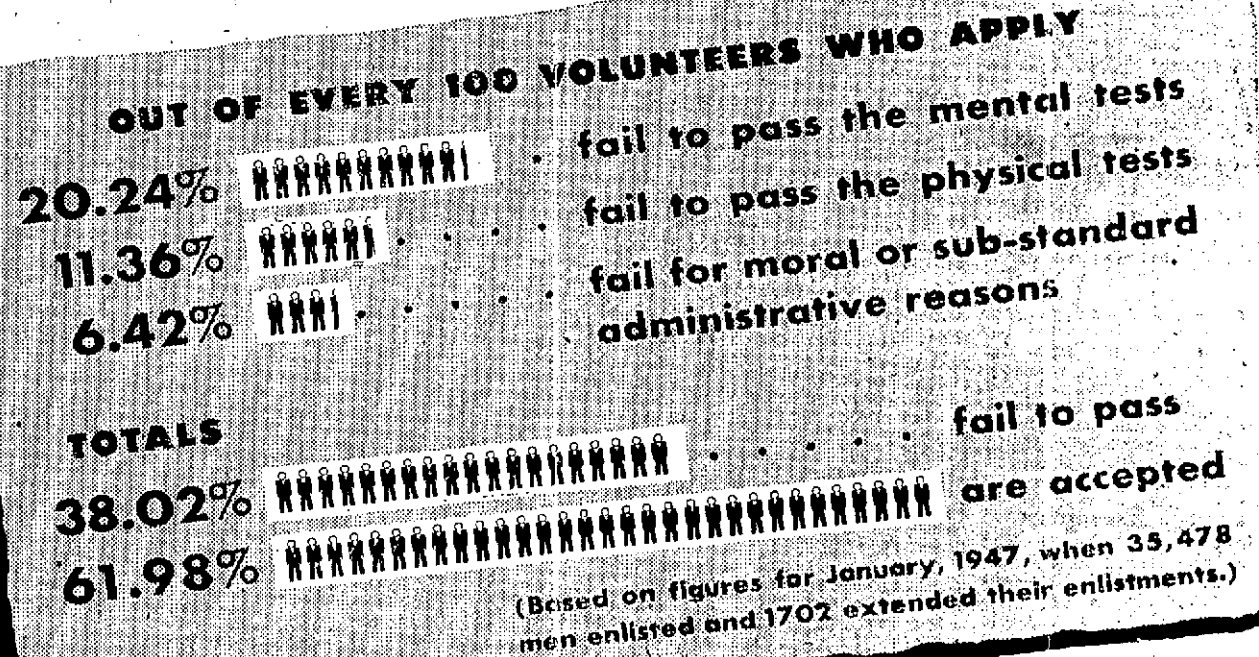 OUT OF EVERY 100 VOLUNTEERS WHO APPLY
20.24% . fail to pass the mental tests
11.36% . . . . fail to pass the physical tests
6.42% . . . . . fail for moral or sub-standard
administrative reasons
TOTALS
38.02% . . . . . fail to pass
61.98% are accepted
(Based on figures for January, 1947, when 35,478
men enlisted and 1702 extended their enlistments.)